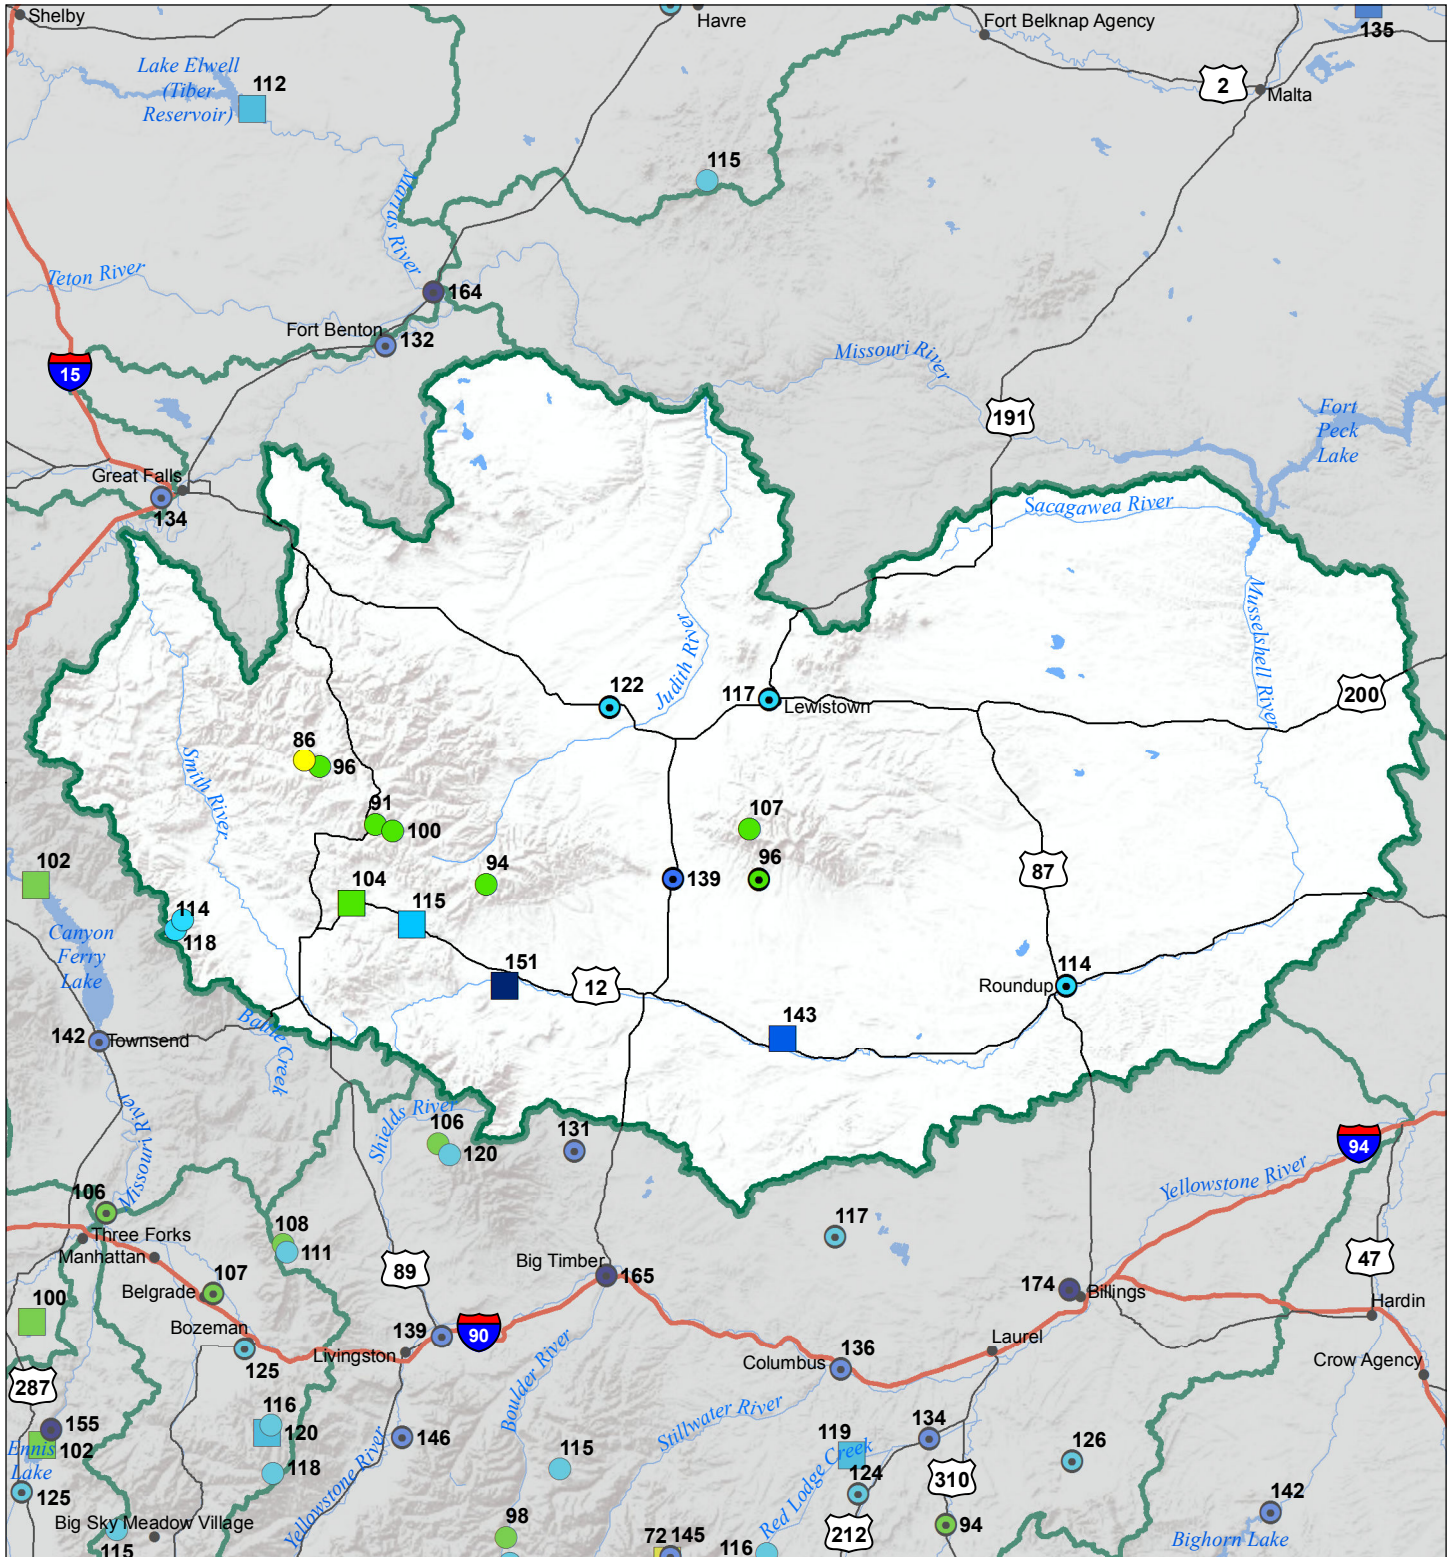 Shelby
Havre
Fort Belknap Agency
135
Lake Elwell
(Tiber
Reservoir)
112
2
Malta
115
Marias River
Teton River
164
Fort Benton
132
Missouri River
15
191
Fort
Peck
Lake
Great Falls
134
Sacagawea River
Musselshell River
Judith River
122
117
Lewistown
200
86
96
Smith River
91
100
107
102
94
96
87
104
139
115
114
118
Canyon
Ferry
Lake
151
12
114
Roundup
143
142
Townsend
Battle Creek
Missouri River
Shields River
106
120
131
94
Yellowstone River
106
Three Forks
Manhattan
108
111
117
89
Big Timber
165
47
107
Belgrade
174
Billings
Hardin
100
Bozeman
139
90
Livingston
125
Laurel
136
Columbus
Crow Agency
287
Boulder River
155
102
Ennis
Lake
116
120
146
Stillwater River
134
119
126
118
115
Red Lodge Creek
124
310
125
Yellowstone River
142
Big Sky
Meadow Village
98
72
145
116
212
94
Bighorn Lake
115